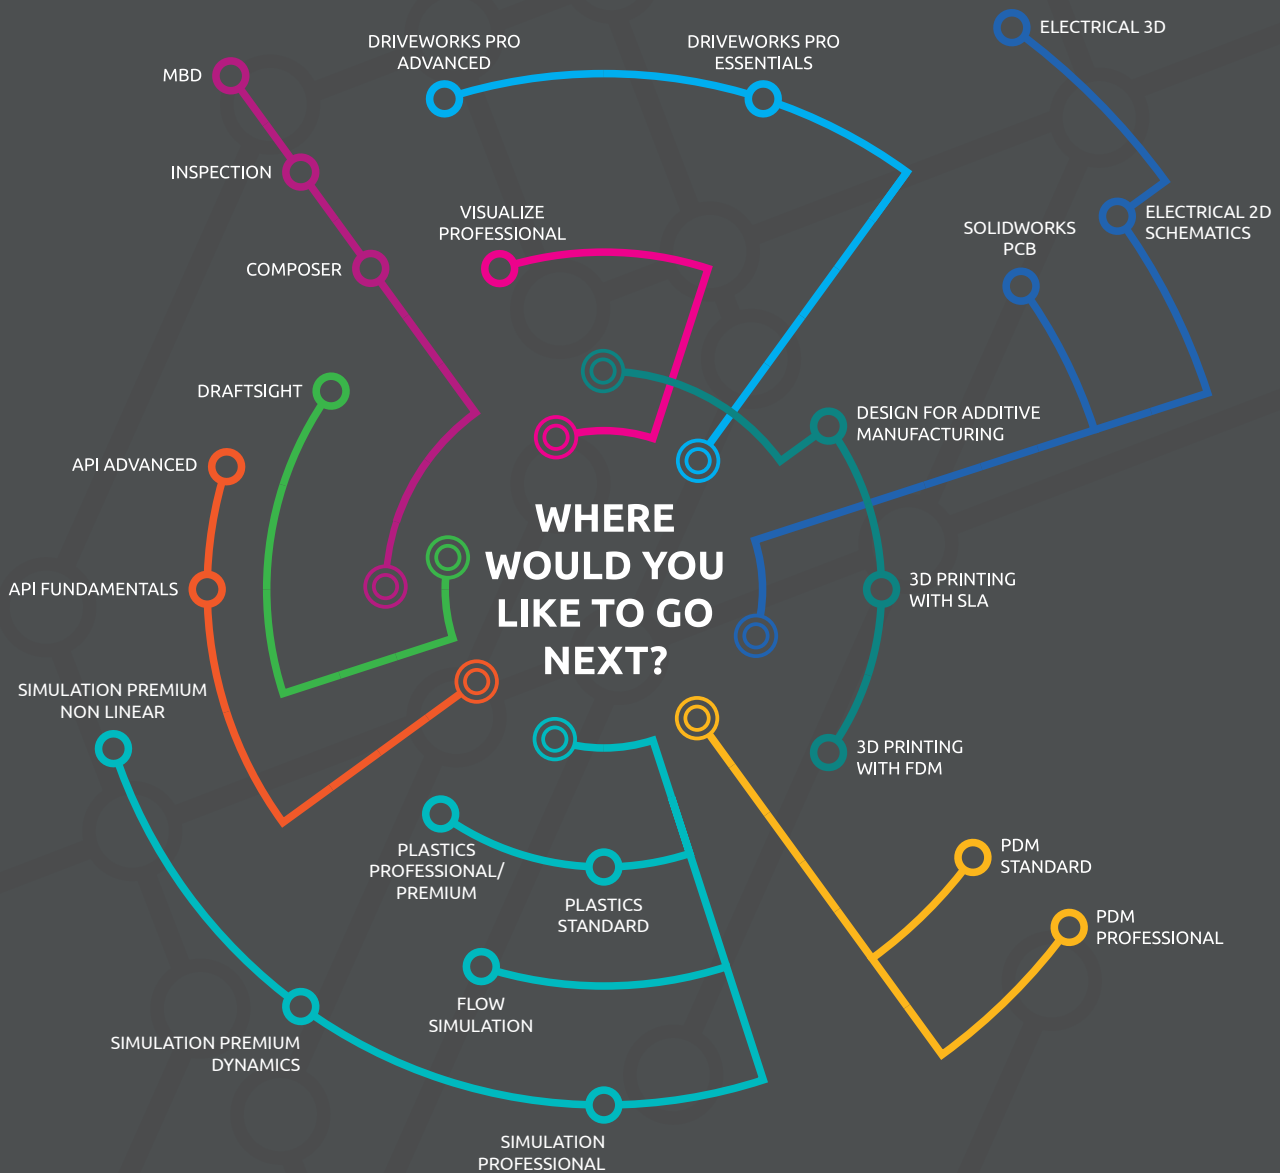 ELECTRICAL 3D
DRIVEWORKS PRO
ADVANCED
DRIVEWORKS PRO
ESSENTIALS
MBD
INSPECTION
VISUALIZE
PROFESSIONAL
ELECTRICAL 2D
SCHEMATICS
SOLIDWORKS
PCB
COMPOSER
DRAFTSIGHT
DESIGN FOR ADDITIVE
MANUFACTURING
API ADVANCED
WHERE
WOULD YOU
LIKE TO GO
NEXT?
API FUNDAMENTALS
3D PRINTING
WITH SLA
SIMULATION PREMIUM
NON LINEAR
3D PRINTING
WITH FDM
PLASTICS
PROFESSIONAL/
PREMIUM
PDM
STANDARD
PLASTICS
STANDARD
PDM
PROFESSIONAL
FLOW
SIMULATION
SIMULATION PREMIUM
DYNAMICS
SIMULATION
PROFESSIONAL